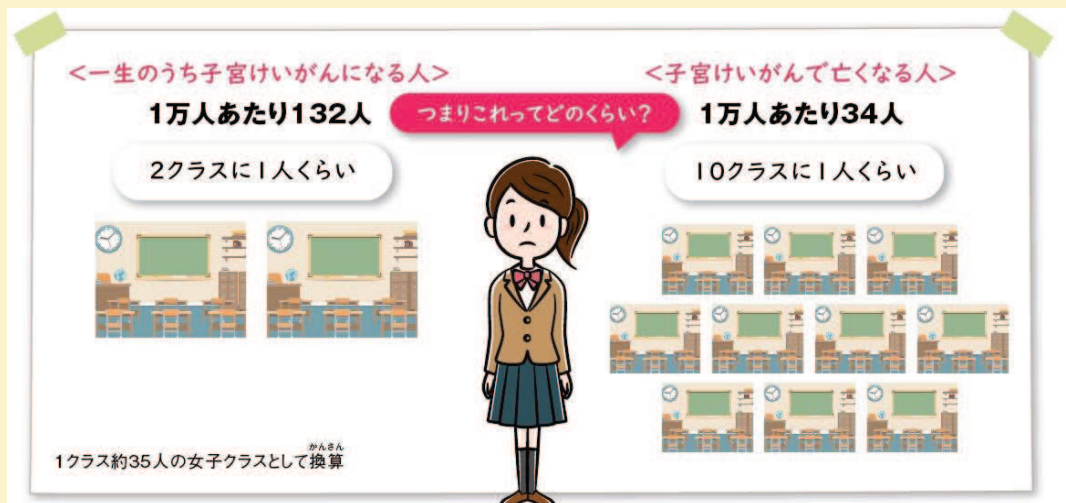 <一生のうち子宮けいがんになる人>
1万人あたり132人
2クラスに1人くらい
つまりこれってどのくらい?
<子宮けいがんで亡くなる人>
1万人あたり34人
10クラスに1人くらい
かんさん
1クラス約35人の女子クラスとして換算